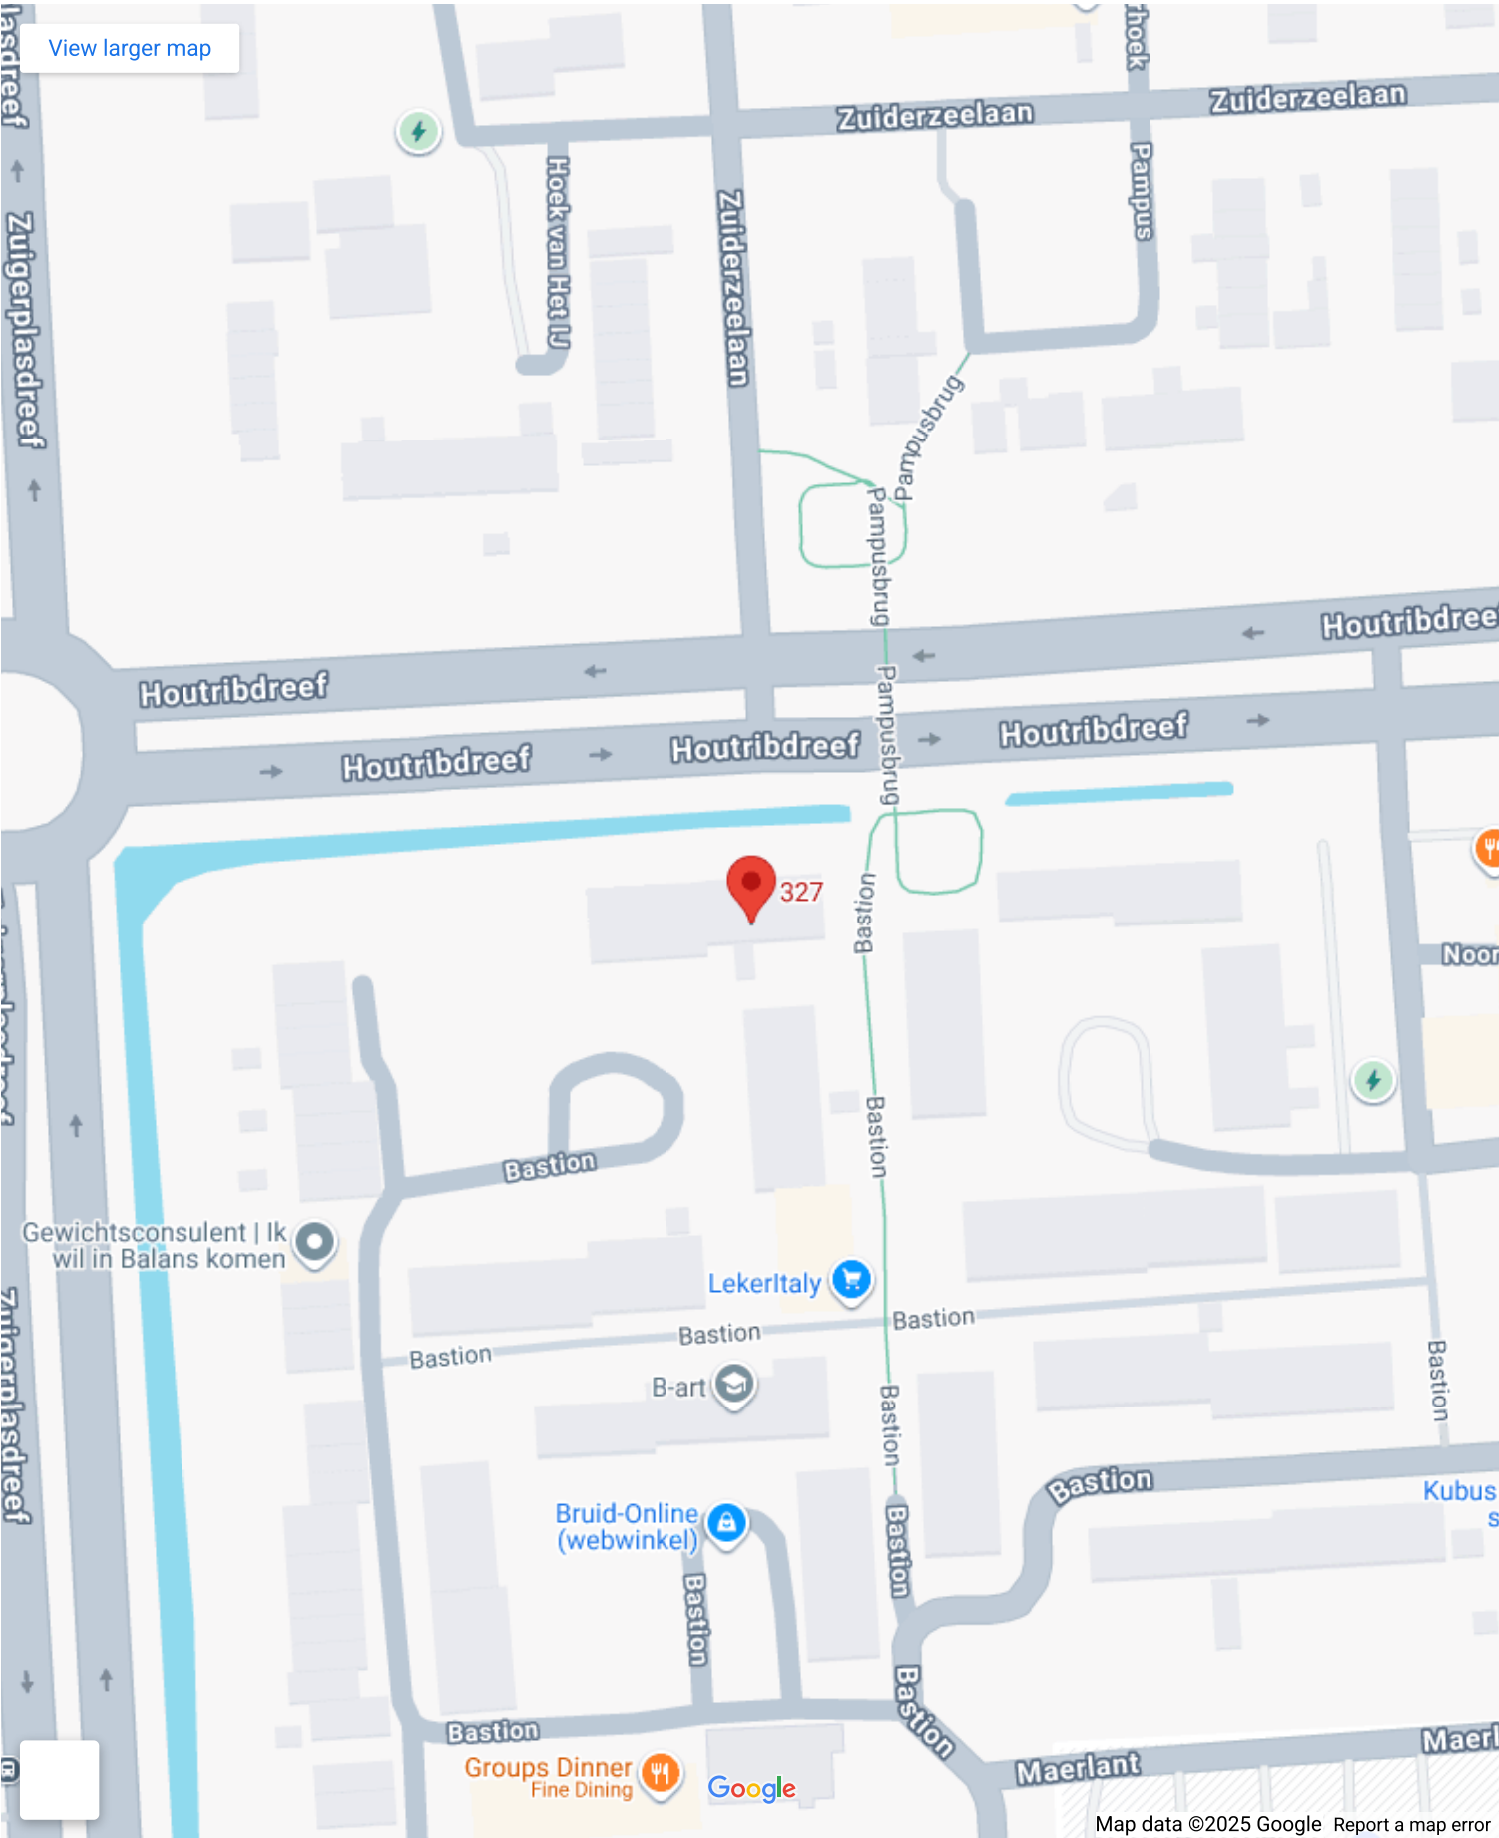 View larger map
Zuiderzeelaan
Zuiderzeelaan
Pampus
Hoek van Het IJ
Zuiderzeelaan
Zuigerplasdreef
Pampusbrug
Pampusbrug
Houtribdreef
Houtribdreef
Pampusbrug
Houtribdreef
Houtribdreef
Houtribdreef
327
Bastion
Noor
Bastion
Bastion
Gewichtsconsulent | Ik
wil in Balans komen
LekerItaly
Bastion
Bastion
Bastion
B-art
Bastion
Bastion
Zuigerplasdreef
Bastion
Kubus
s
Bruid-Online
(webwinkel)
Bastion
Bastion
Bastion
Bastion
Groups Dinner
Fine Dining
Google
Maerlant
Maerl
Map data ©2025 Google
Report a map error